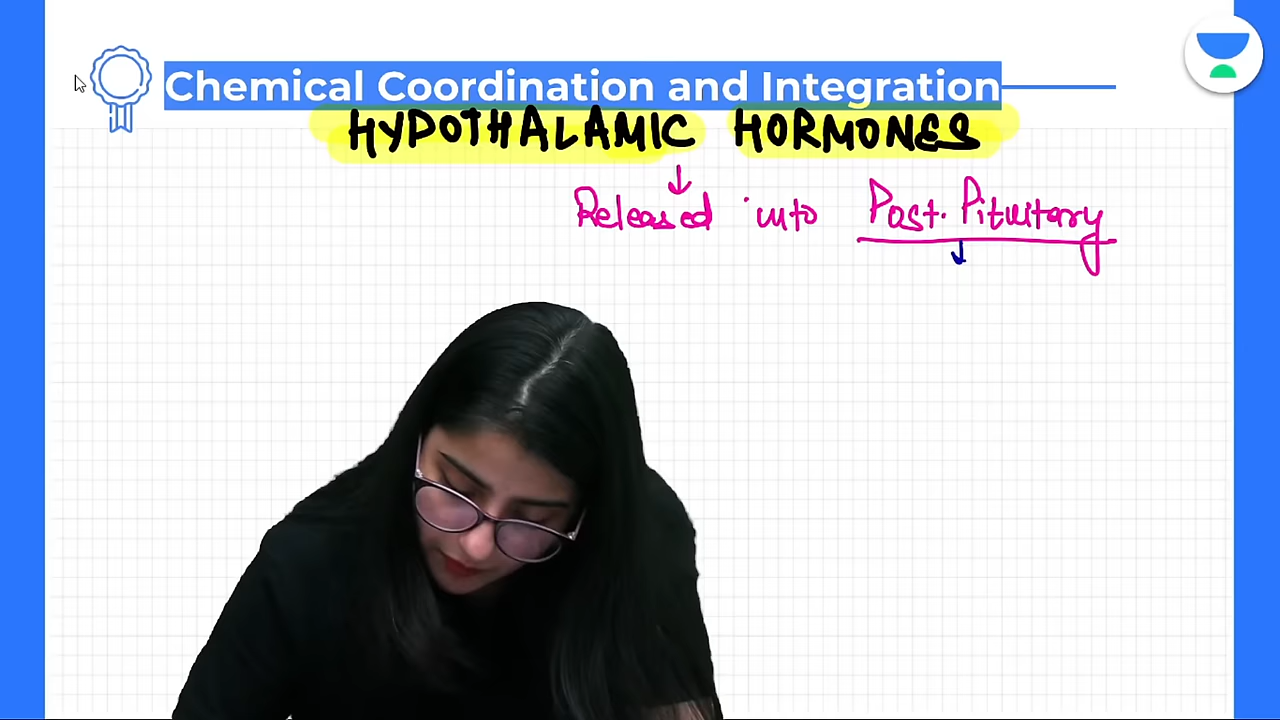 Chemical Coordination and Integration
HYPOTHALAMIC HORMONES
Released into Post. Pituitary